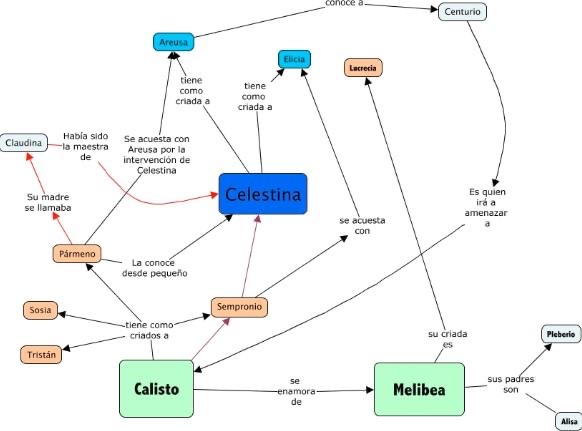 conoce a
Centurio
Areusa
Elicia
Lucrecia
tiene
como
criada a
tiene
como
criada a
Claudina
Había sido
la maestra
de
Se acuesta con
Areusa por la
intervención de
Celestina
Celestina
Su madre
se llamaba
Es quien
irá a
amenazar
a
se acuesta
con
Pármeno
La conoce
desde pequeño
Sosia
Sempronio
tiene como
criados a
Tristán
su criada
es
Pleberio
Calisto
se
enamora
de
Melibea
sus padres
son
Alisa